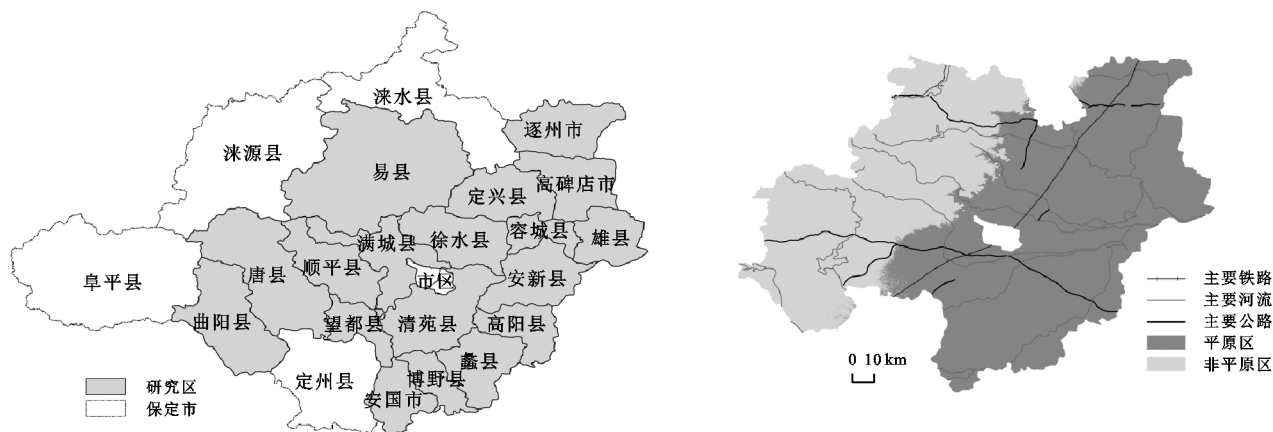 涞水县
逐州市
涞源县
易县
高碑店市
定兴县
满城县
徐水县
容城县
雄县
顺平县
唐县
阜平县
市区
安新县
曲阳县
望都县
清苑县
高阳县
蠡县
博野县
定州县
安国市
研究区
保定市
主要铁路
主要河流
主要公路
平原区
非平原区
0 10 km